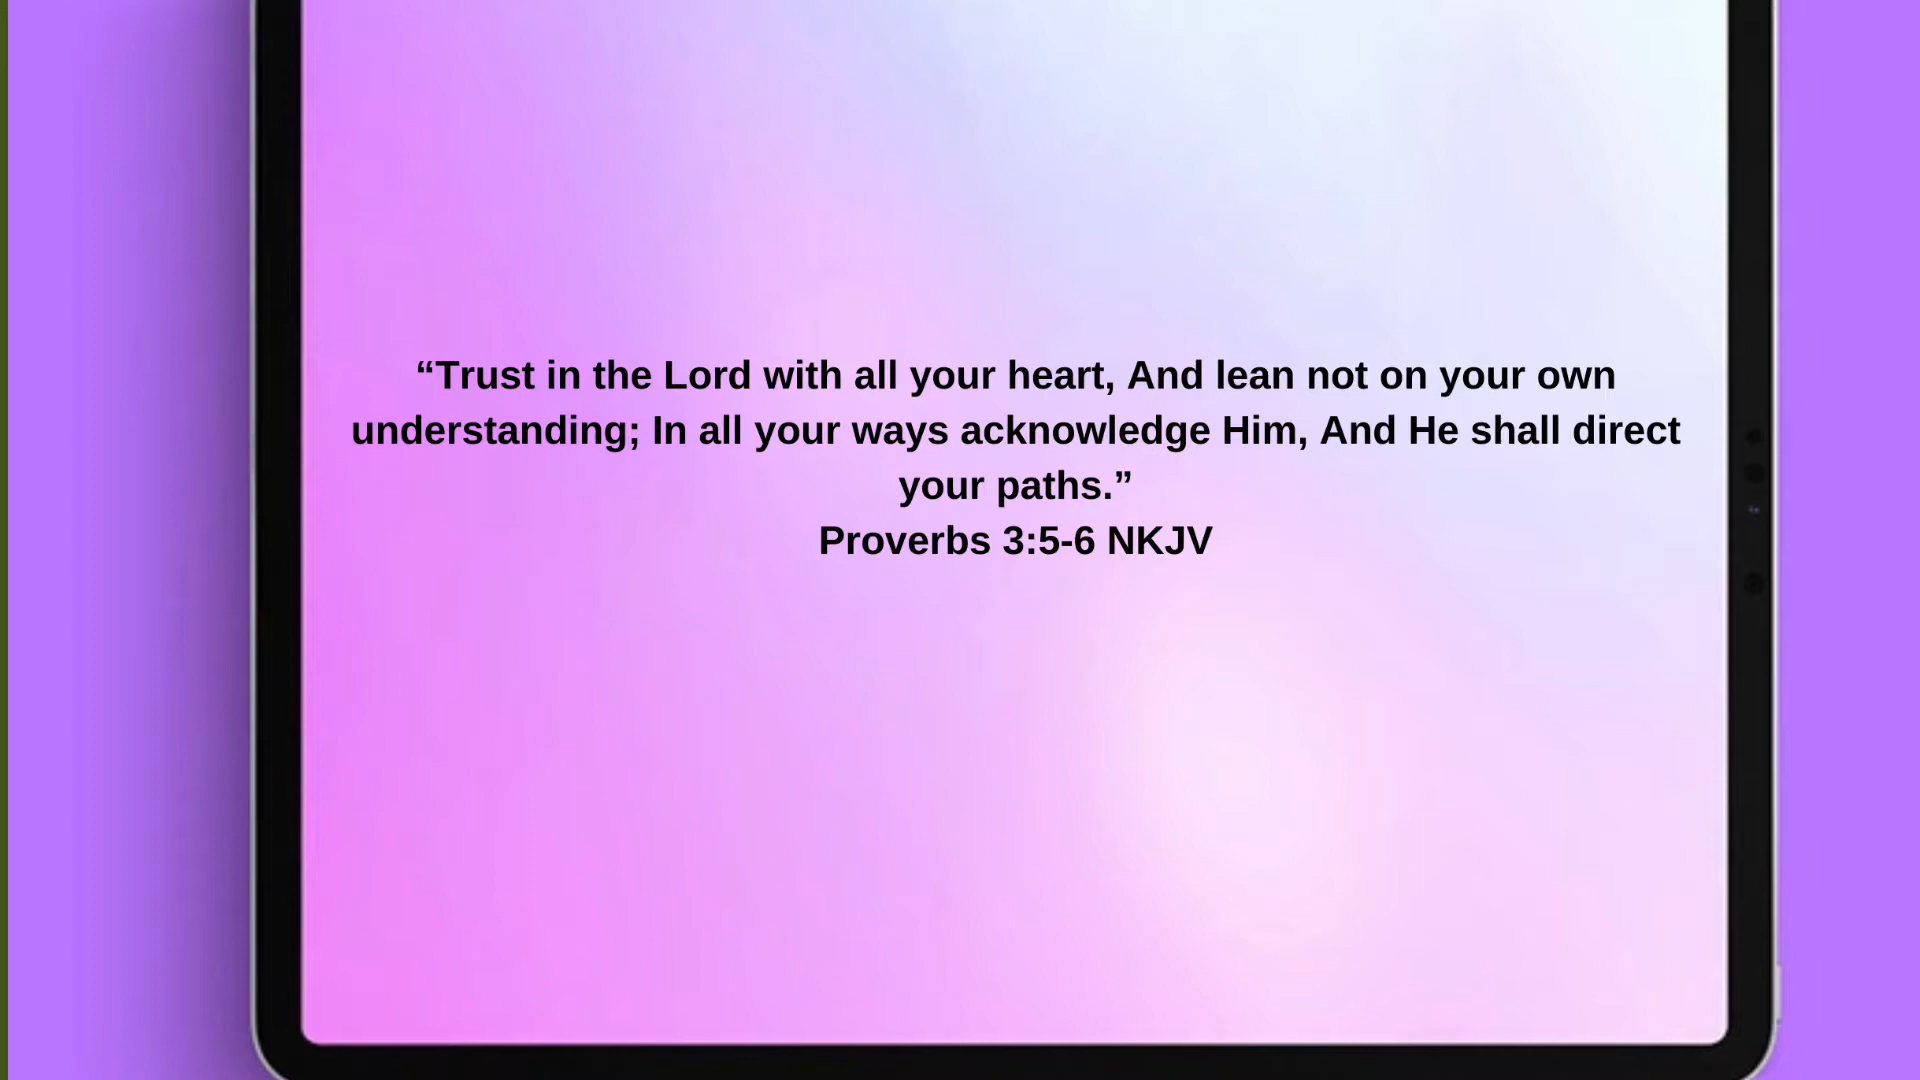 “Trust in the Lord with all your heart, And lean not on your own
understanding; In all your ways acknowledge Him, And He shall direct
your paths.”
Proverbs 3:5-6 NKJV